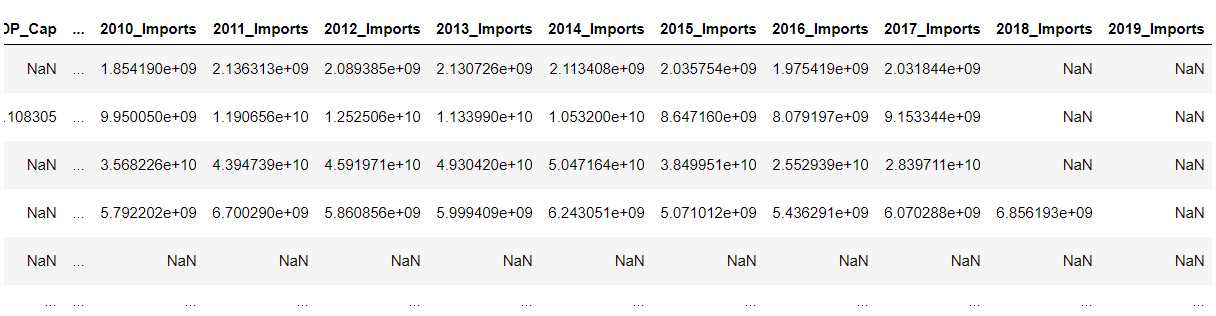 OP_Cap ... 2010_Imports 2011_Imports 2012_Imports 2013_Imports 2014_Imports 2015_Imports 2016_Imports 2017_Imports 2018_Imports 2019_Imports
NaN ... 1.854190e+09 2.136313e+09 2.089385e+09 2.130726e+09 2.113408e+09 2.035754e+09 1.975419e+09 2.031844e+09 NaN NaN
.108305 ... 9.950050e+09 1.190656e+10 1.252506e+10 1.133990e+10 1.053200e+10 8.647160e+09 8.079197e+09 9.153344e+09 NaN NaN
NaN ... 3.568226e+10 4.394739e+10 4.591971e+10 4.930420e+10 5.047164e+10 3.849951e+10 2.552939e+10 2.839711e+10 NaN NaN
NaN ... 5.792202e+09 6.700290e+09 5.860856e+09 5.999409e+09 6.243051e+09 5.071012e+09 5.436291e+09 6.070288e+09 6.856193e+09 NaN
NaN ... NaN NaN NaN NaN NaN NaN NaN NaN NaN NaN
... ... ... ... ... ... ... ... ... ... ... ...